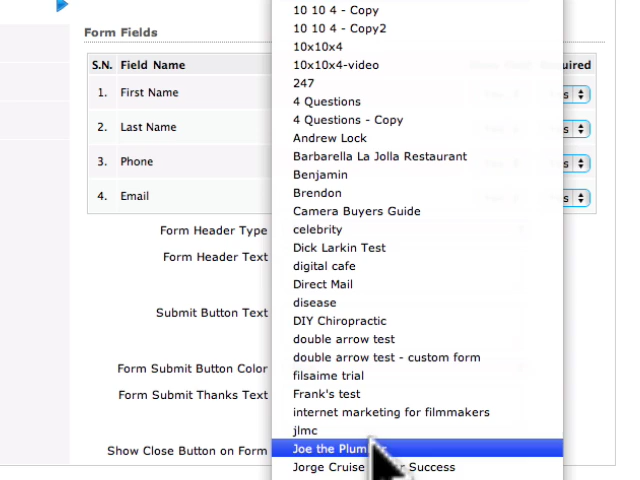 Form Fields
S.N. Field Name
1. First Name
2. Last Name
3. Phone
4. Email
Form Header Type
Form Header Text
Submit Button Text
Form Submit Button Color
Form Submit Thanks Text
Show Close Button on Form
10 10 4 - Copy
10 10 4 - Copy2
10x10x4
10x10x4-video
247
4 Questions
4 Questions - Copy
Andrew Lock
Barbarella La Jolla Restaurant
Benjamin
Brendon
Camera Buyers Guide
celebrity
Dick Larkin Test
digital cafe
Direct Mail
disease
DIY Chiropractic
double arrow test
double arrow test - custom form
filsaime trial
Frank's test
internet marketing for filmmakers
jlmc
Joe the
Jorge Cruise Success